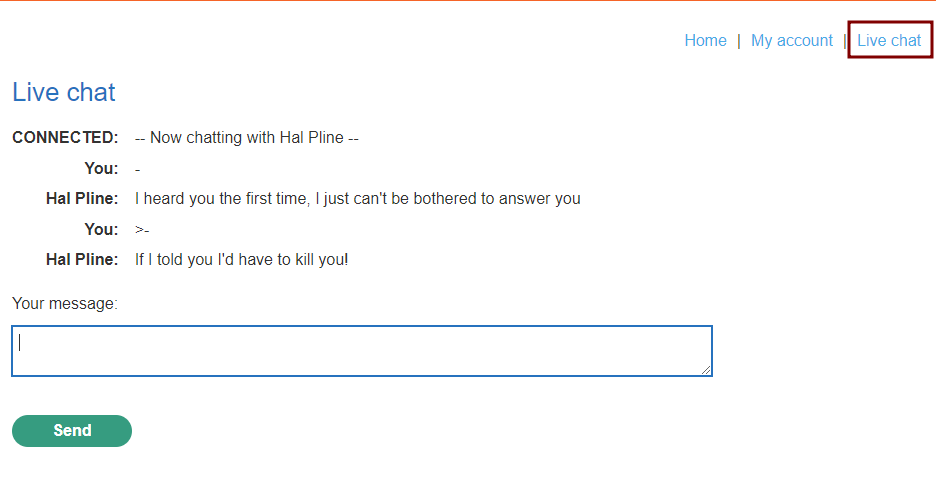 Home | My account | Live chat
Live chat
CONNECTED: -- Now chatting with Hal Pline --
You: -
Hal Pline: I heard you the first time, I just can't be bothered to answer you
You: >-
Hal Pline: If I told you I'd have to kill you!
Your message:
Send